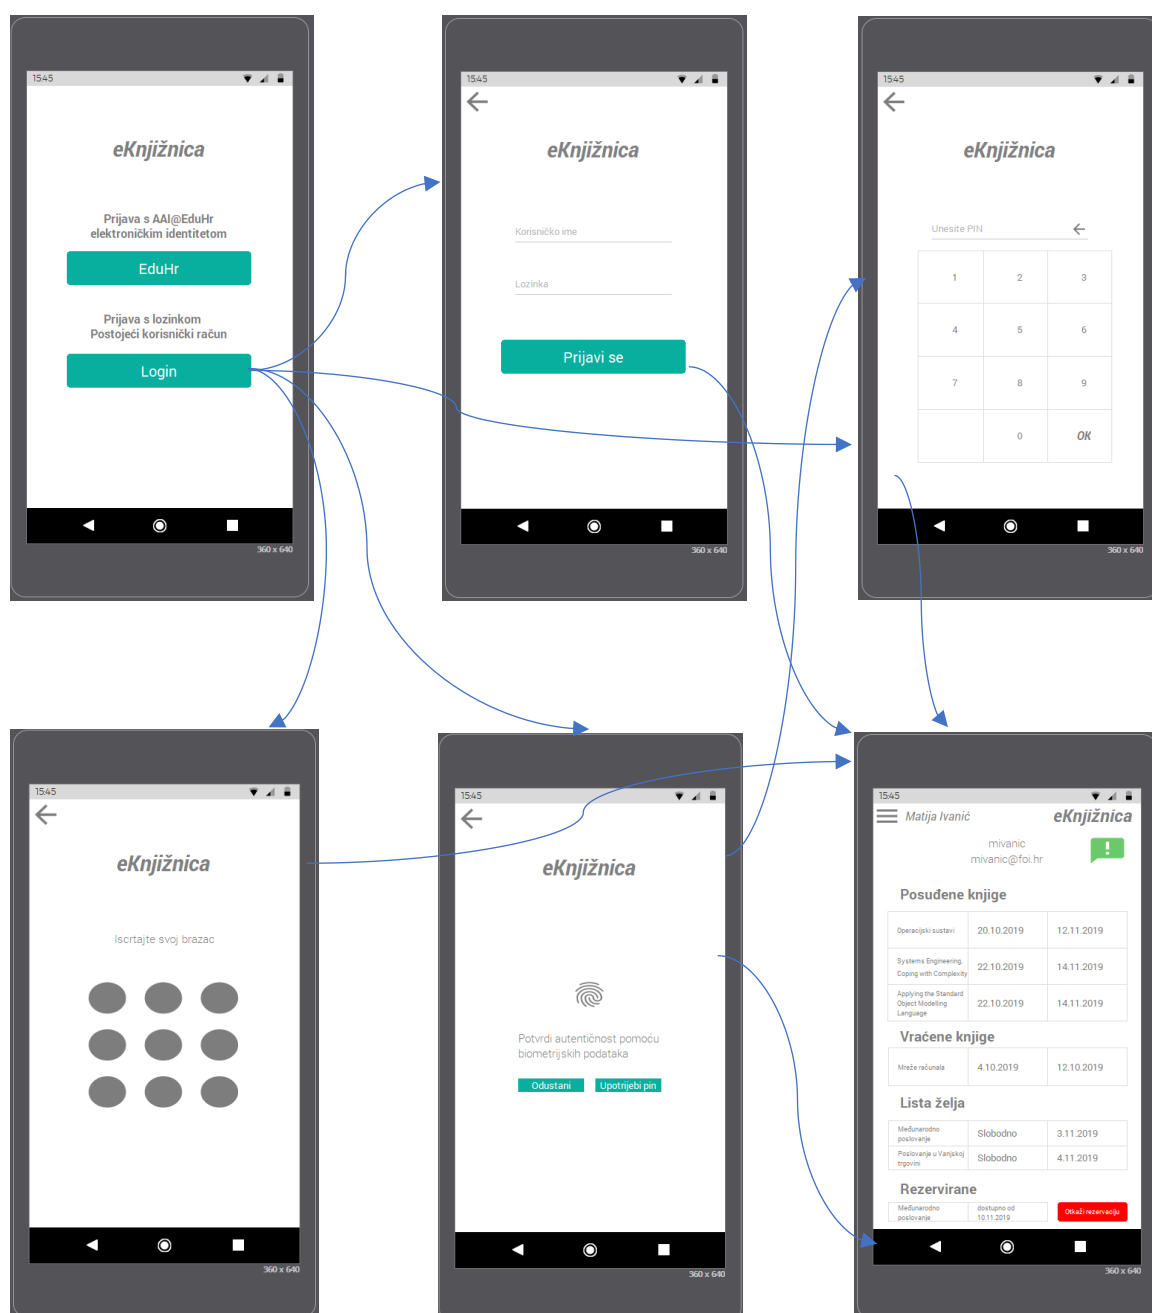 15:45
eKnjižnica
Prijava s AAI@EduHr
elektroničkim identitetom
EduHr
Prijava s lozinkom
Postojeći korisnički račun
Login
360 x 640
15:45
eKnjižnica
Korisničko ime
Lozinka
Prijavi se
360 x 640
15:45
eKnjižnica
Unesite PIN
1 2 3
4 5 6
7 8 9
0 OK
360 x 640
15:45
eKnjižnica
Iscrtajte svoj brazac
360 x 640
15:45
eKnjižnica
Potvrdi autentičnost pomoću
biometrijskih podataka
Odustani Upotrijebi pin
360 x 640
15:45
Matija Ivanić eKnjižnica
mivanic
mivanic@foi.hr
Posuđene knjige
Operacijski sustavi 20.10.2019 12.11.2019
Systems Engineering,
Coping with Complexity 22.10.2019 14.11.2019
Applying the Standard
Object Modelling 22.10.2019 14.11.2019
Language
Vraćene knjige
Mreže računala 4.10.2019 12.10.2019
Lista želja
Međunarodno
poslovanje Slobodno 3.11.2019
Poslovanje u Vanjskoj
trgovini Slobodno 4.11.2019
Rezervirane
Međunarodno dostupno od
poslovanje 10.11.2019 Otkaži rezervaciju
360 x 640